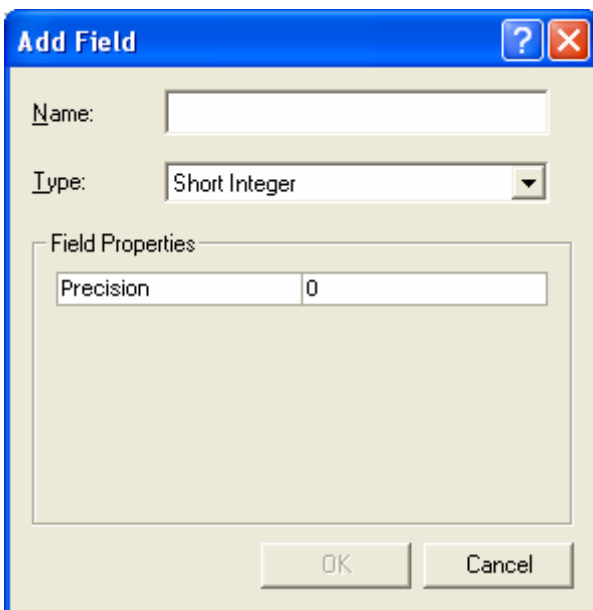 Add Field
Name:
Type: Short Integer
Field Properties
Precision 0
OK Cancel